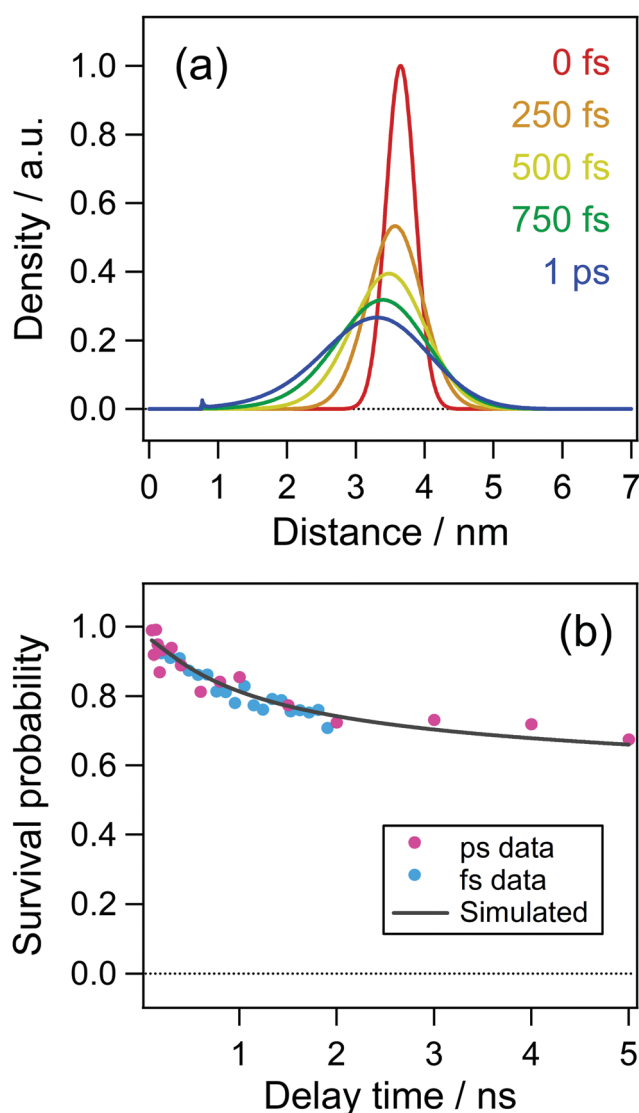 (a)
0 fs
250 fs
500 fs
750 fs
1 ps
Density / a.u.
1.0
0.8
0.6
0.4
0.2
0.0
0 1 2 3 4 5 6 7
Distance / nm
(b)
Survival probability
1.0
0.8
0.6
0.4
0.2
0.0
ps data
fs data
Simulated
1 2 3 4 5
Delay time / ns